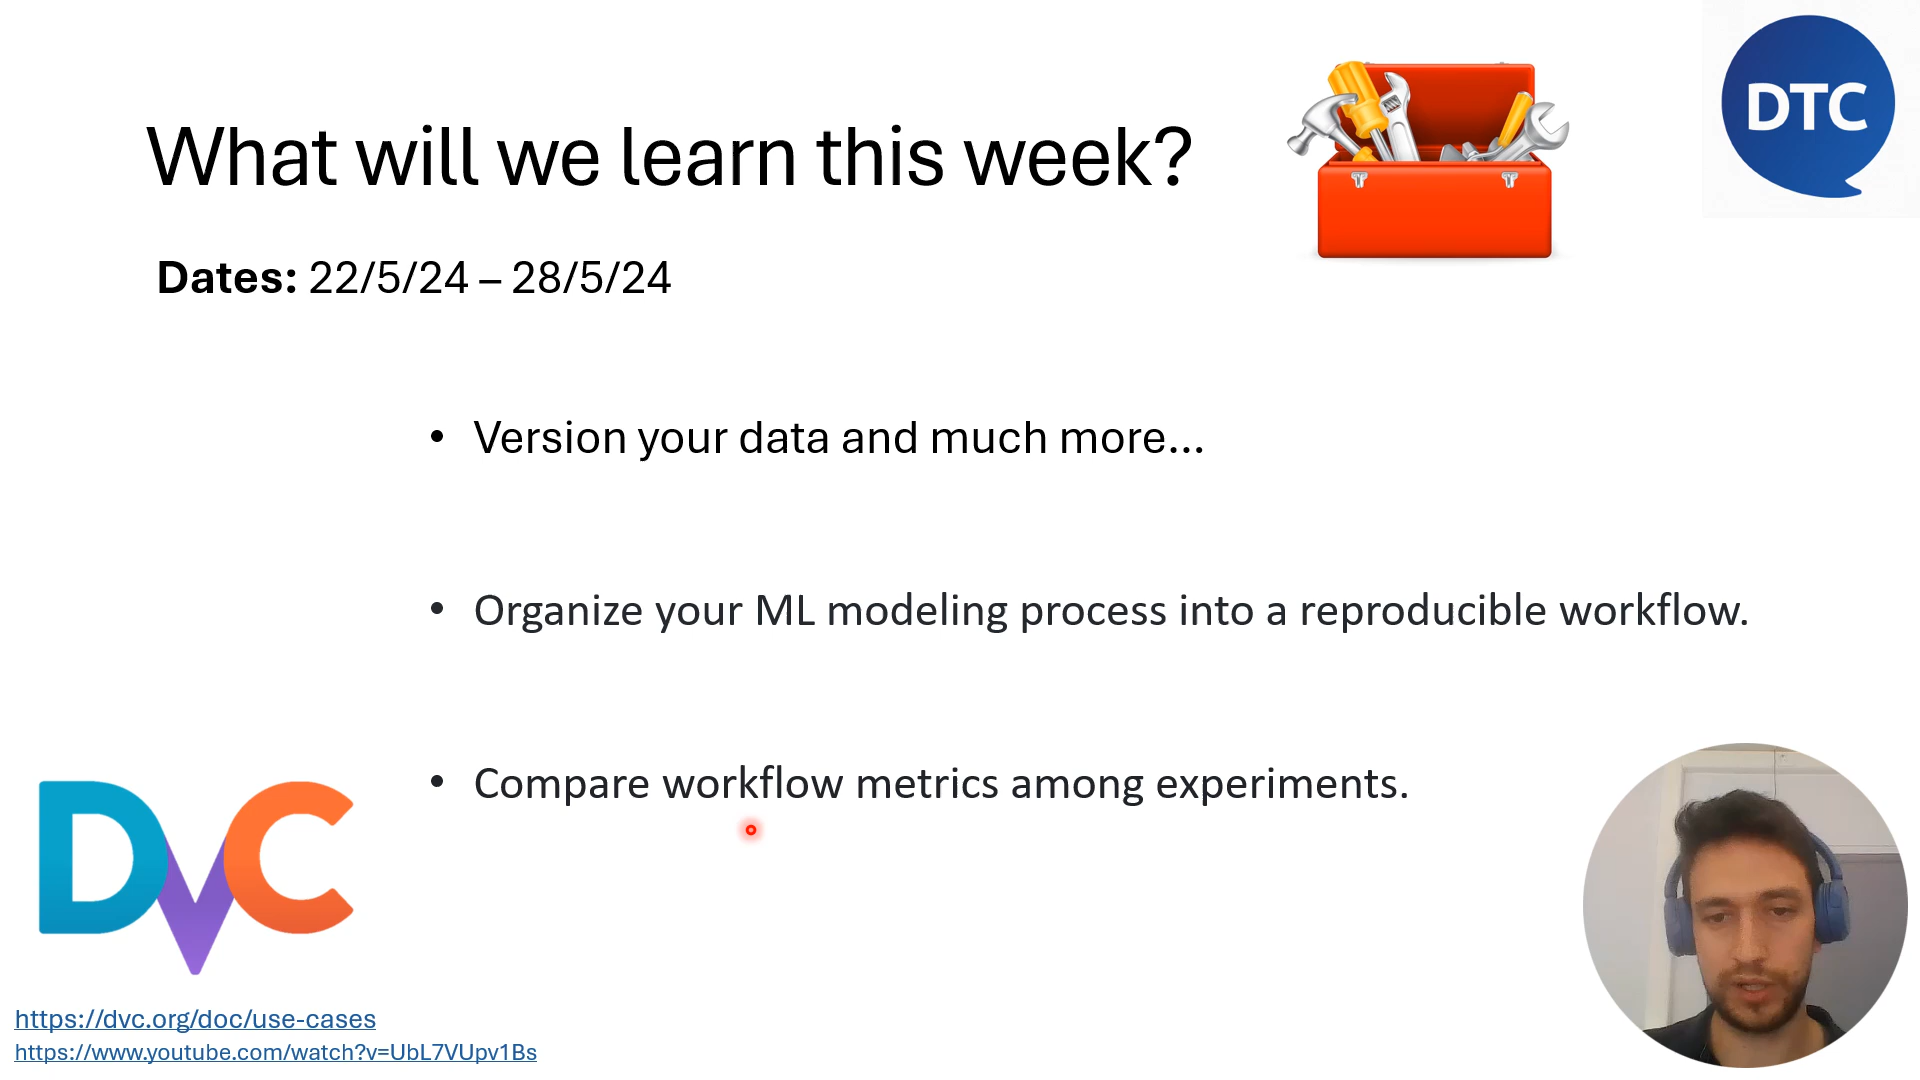 What will we learn this week?
DTC
Dates: 22/5/24 – 28/5/24
• Version your data and much more...
• Organize your ML modeling process into a reproducible workflow.
• Compare workflow metrics among experiments.
DVC
https://dvc.org/doc/use-cases
https://www.youtube.com/watch?v=UbL7VUpv1Bs